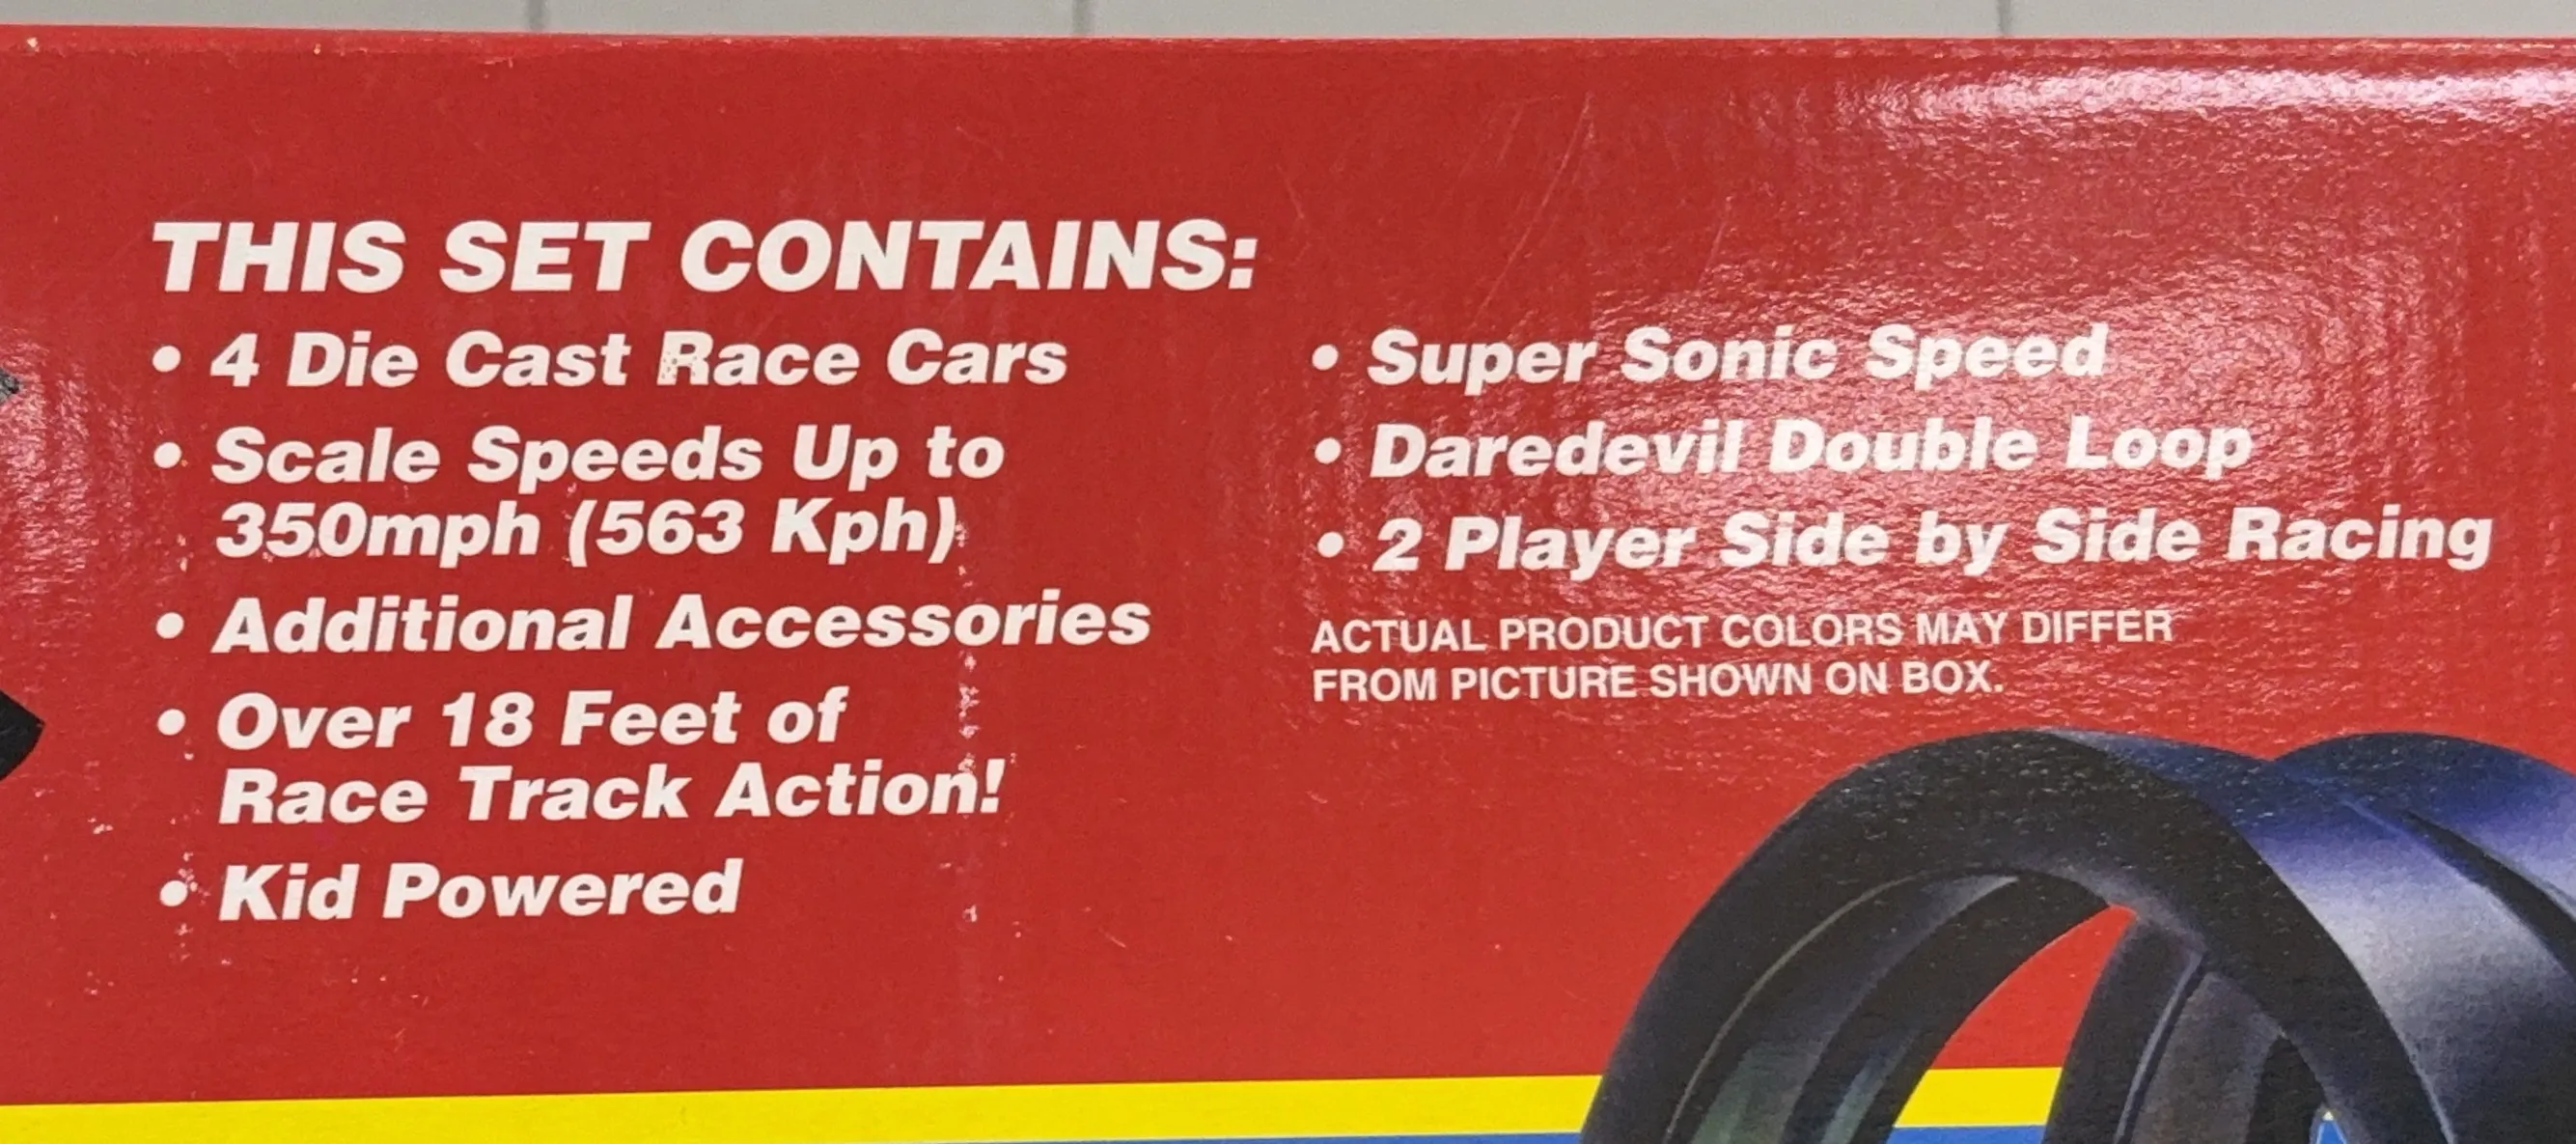 THIS SET CONTAINS:
• 4 Die Cast Race Cars
• Scale Speeds Up to
350mph (563 Kph)
• Additional Accessories
• Over 18 Feet of
Race Track Action!
• Kid Powered
• Super Sonic Speed
• Daredevil Double Loop
• 2 Player Side by Side Racing
ACTUAL PRODUCT COLORS MAY DIFFER
FROM PICTURE SHOWN ON BOX.